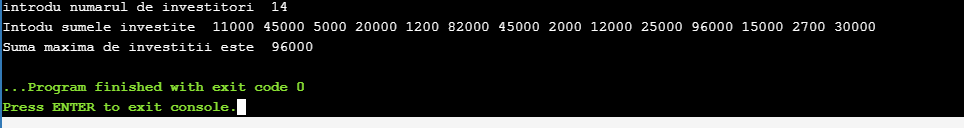 introdu numarul de investitori  14
Intodu sumele investite  11000 45000 5000 20000 1200 82000 45000 2000 12000 25000 96000 15000 2700 30000
Suma maxima de investitii este  96000
...Program finished with exit code 0
Press ENTER to exit console.